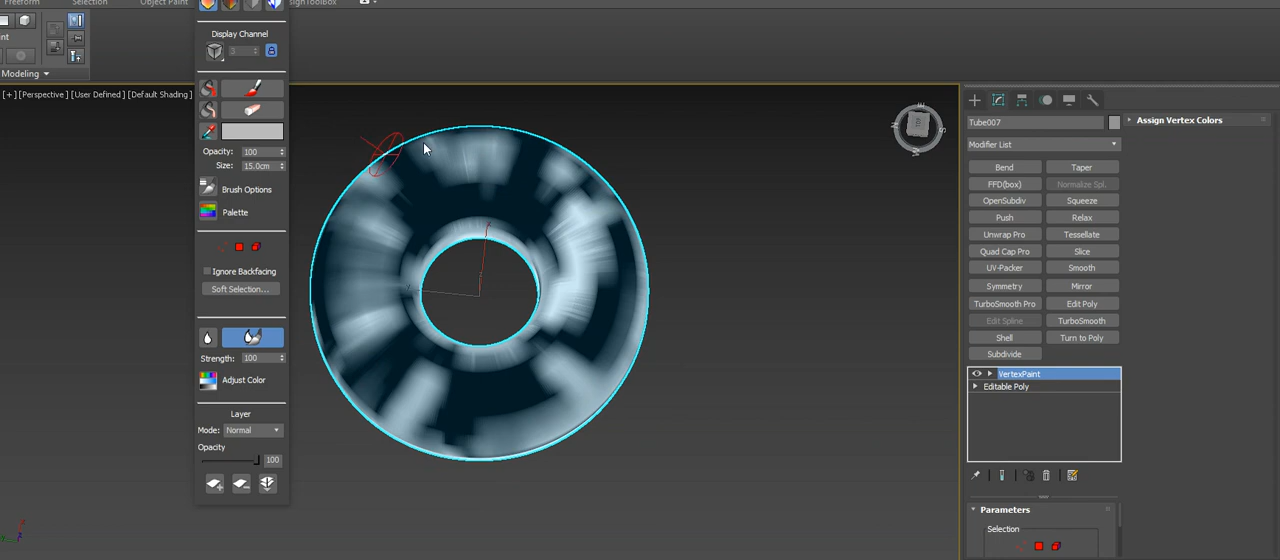 Freeform
Selection
Object Paint
signToolBox
nt
Modeling
[+] [Perspective] [User Defined] [Default Shading]
Display Channel
3
Opacity: 100
Size: 15.0cm
Brush Options
Palette
Ignore Backfacing
Soft Selection...
Strength: 100
Adjust Color
Layer
Mode: Normal
Opacity
100
Tube007
Modifier List
Bend Taper
FFD(box) Normalize Spl.
OpenSubdiv Squeeze
Push Relax
Unwrap Pro Tessellate
Quad Cap Pro Slice
UV-Packer Smooth
Symmetry Mirror
TurboSmooth Pro Edit Poly
Edit Spline TurboSmooth
Shell Turn to Poly
Subdivide
VertexPaint
Editable Poly
Parameters
Selection
Assign Vertex Colors